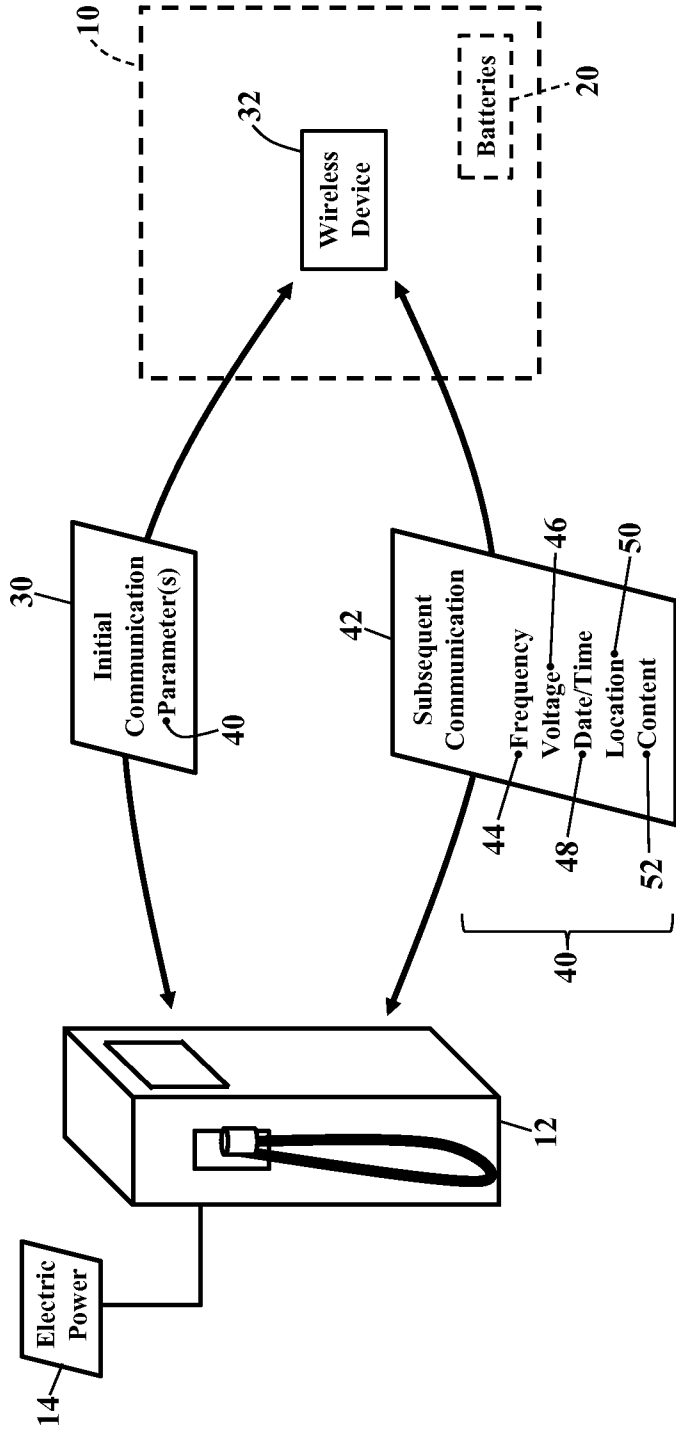 14
Electric
Power
12
30
Initial
Communication
•Parameter(s)
40
42
Subsequent
Communication
44
•Frequency
Voltage•
46
48
•Date/Time
Location•
50
52
•Content
40
10
32
Wireless
Device
Batteries
20